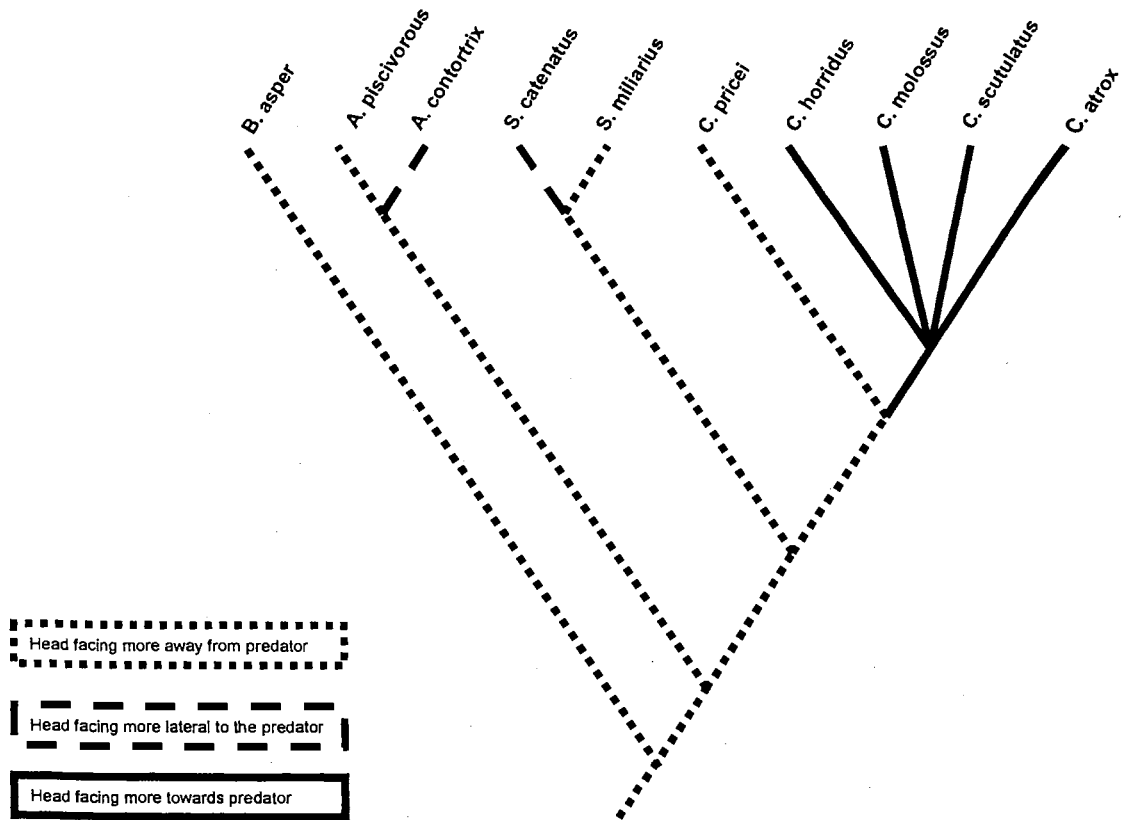 B. asper
A. piscivorous
A. contortrix
S. catenatus
S. miliarius
C. pricei
C. horridus
C. molossus
C. scutulatus
C. atrox
Head facing more away from predator
Head facing more lateral to the predator
Head facing more towards predator